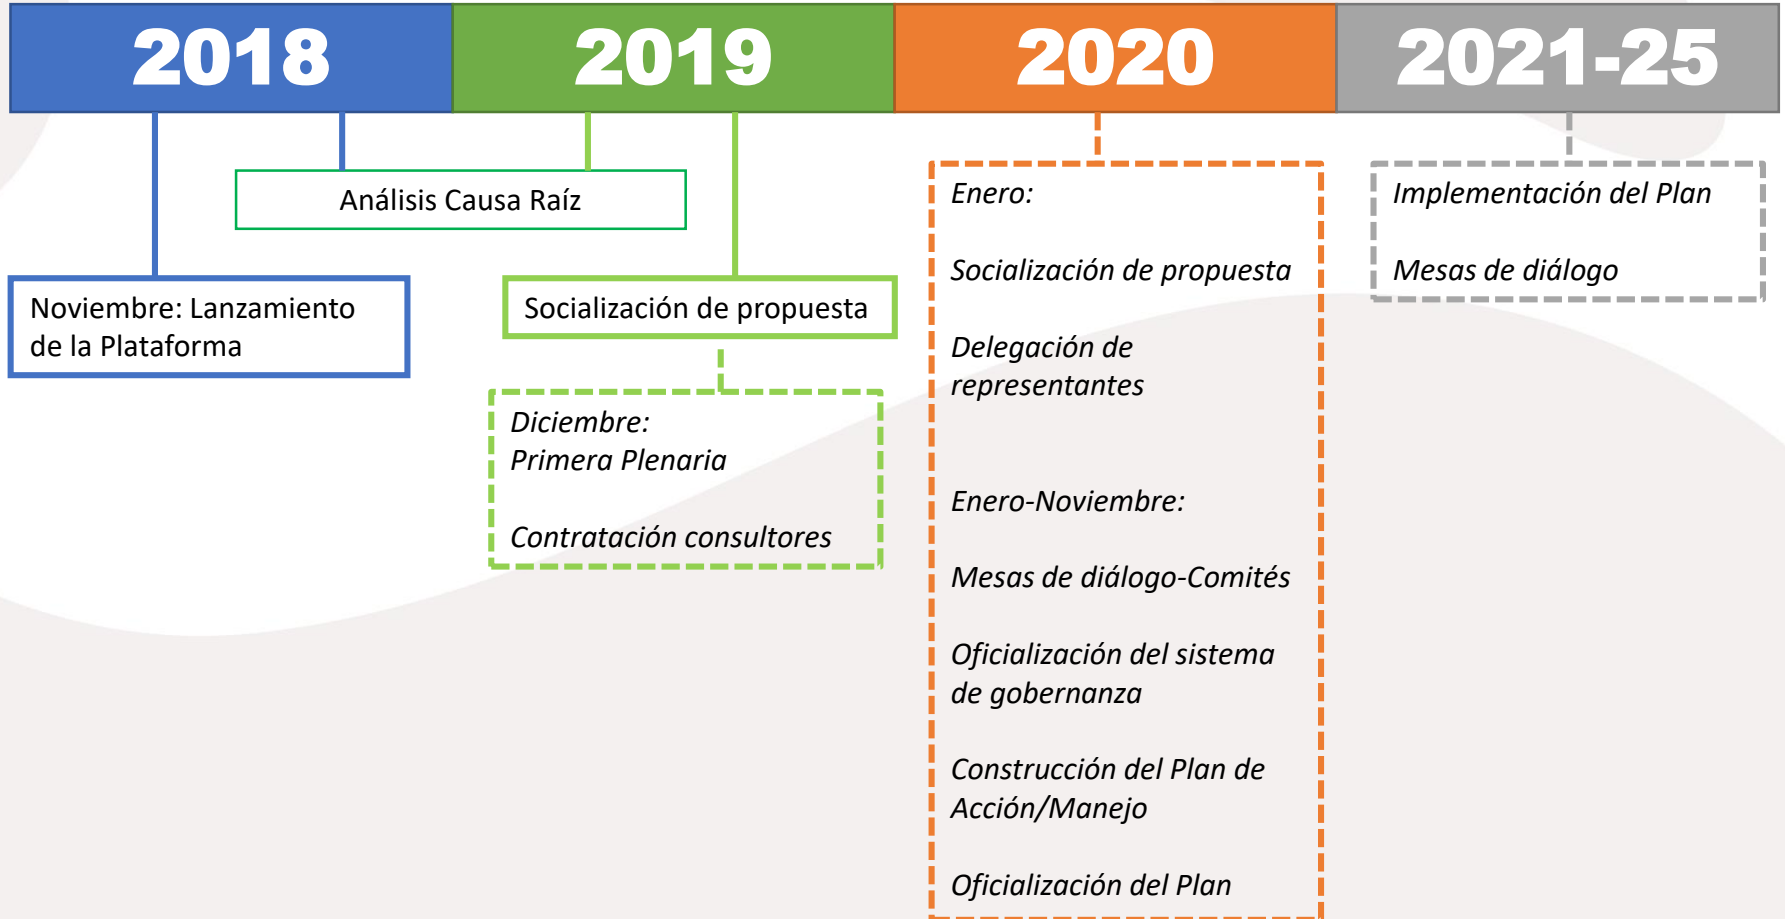 2018
2019
2020
2021-25
Análisis Causa Raíz
Noviembre: Lanzamiento
de la Plataforma
Socialización de propuesta
Diciembre:
Primera Plenaria
Contratación consultores
Enero:
Socialización de propuesta
Delegación de
representantes
Enero-Noviembre:
Mesas de diálogo-Comités
Oficialización del sistema
de gobernanza
Construcción del Plan de
Acción/Manejo
Oficialización del Plan
Implementación del Plan
Mesas de diálogo